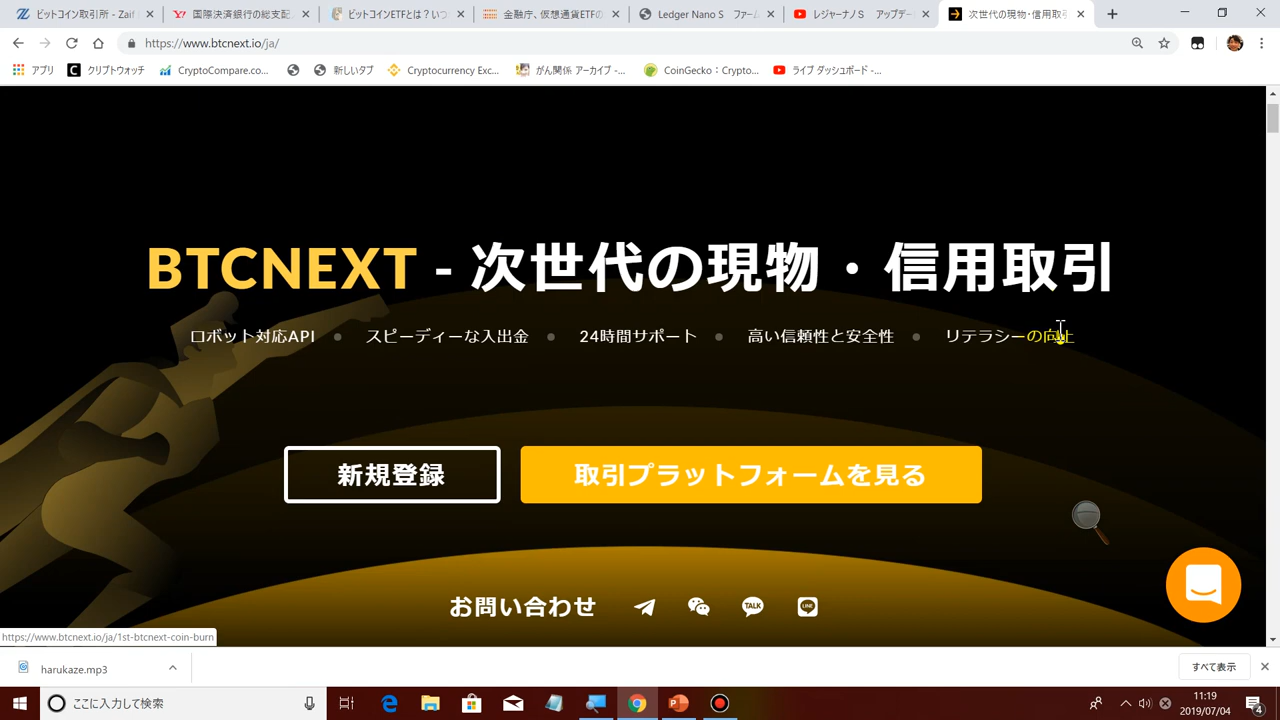 ビットコイン取引所 - Zaif
国際決済銀行の総支配
ビットコインETFとは？いつ
金融庁、仮想通貨ETFの
Ledger Nano S ファーム
レジャーナノS アップデー
次世代の現物・信用取引
https://www.btcnext.io/ja/
アプリ
クリプトウォッチ
CryptoCompare.co...
新しいタブ
Cryptocurrency Exc...
がん関係 アーカイブ - ...
CoinGecko：Crypto...
ライブ ダッシュボード - ...
BTCNEXT - 次世代の現物・信用取引
ロボット対応API ● スピーディーな入出金 ● 24時間サポート ● 高い信頼性と安全性 ● リテラシーの向上
新規登録
取引プラットフォームを見る
お問い合わせ
TALK
LINE
https://www.btcnext.io/ja/1st-btcnext-coin-burn
harukaze.mp3
すべて表示
ここに入力して検索
11:19
2019/07/04
4